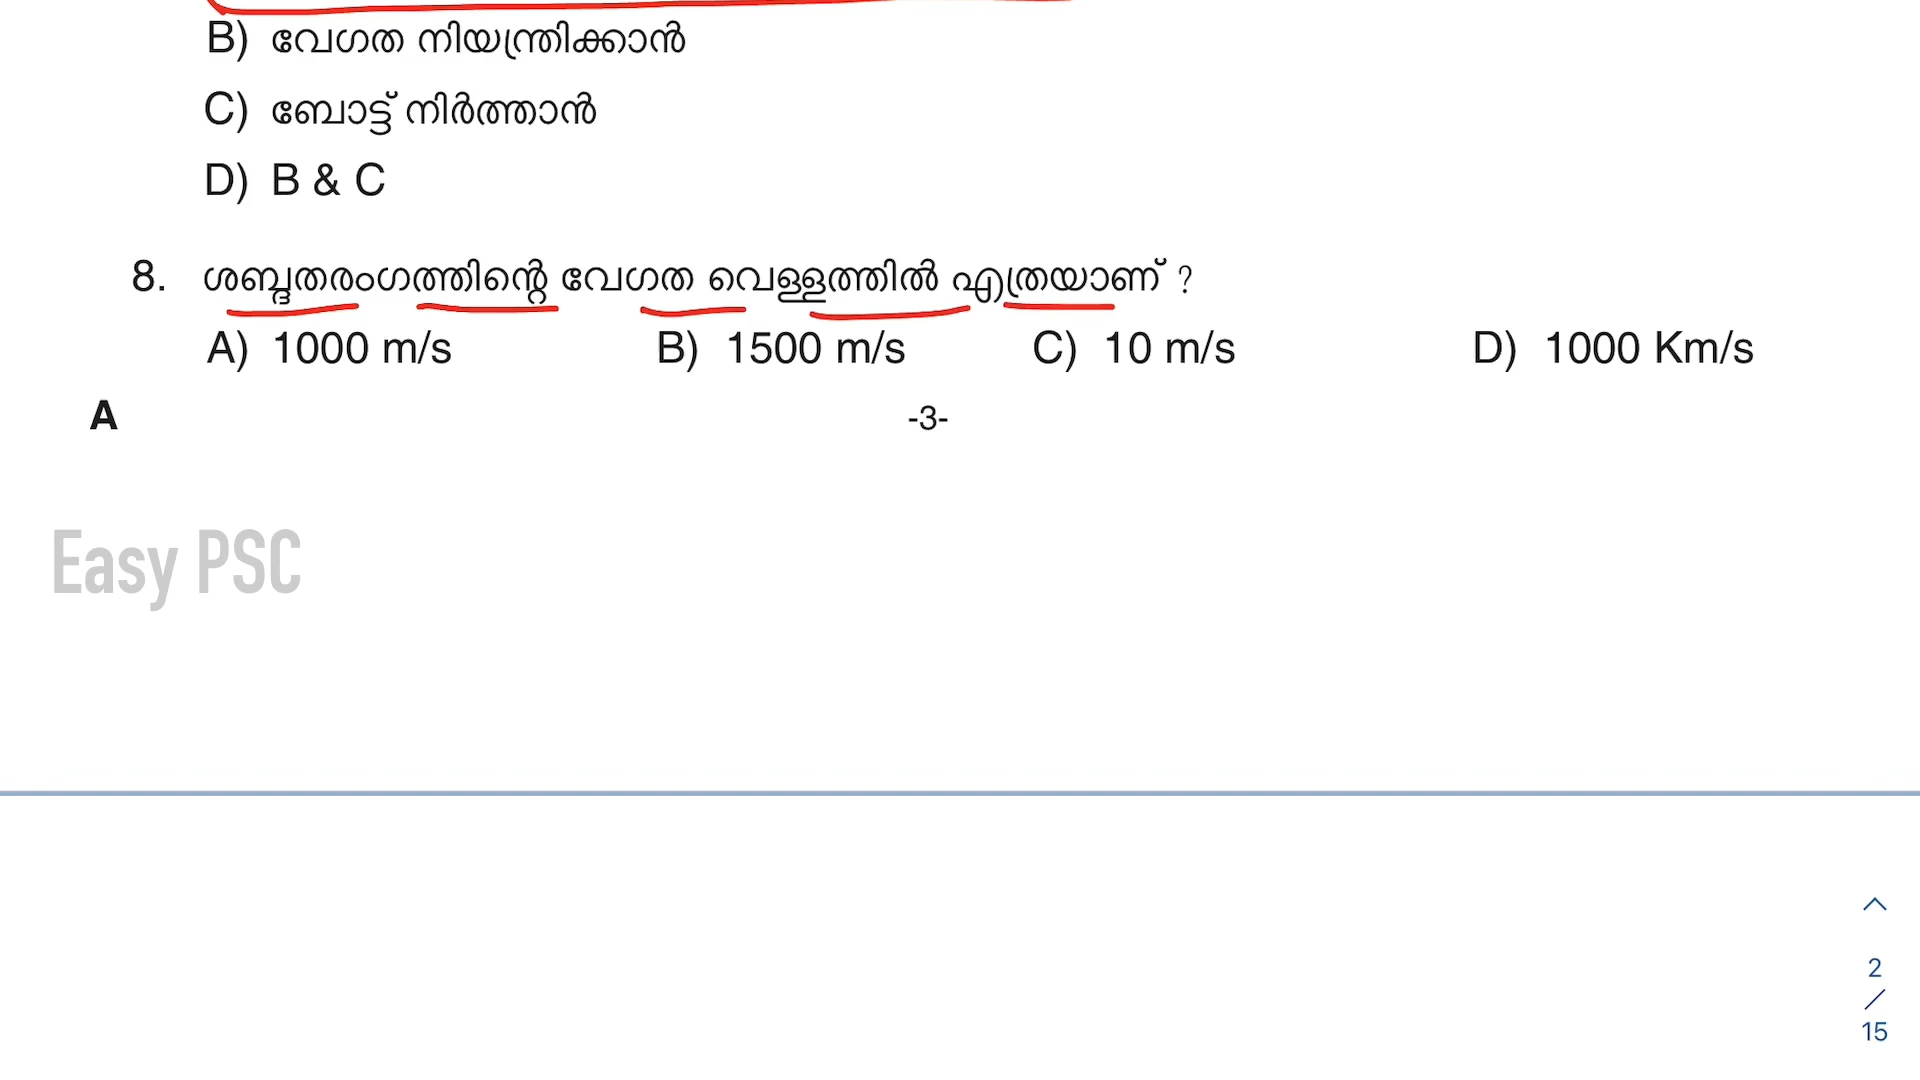 B) വേഗത നിയന്ത്രിക്കാൻ
C) ബോട്ട് നിർത്താൻ
D) B & C
8. ശബ്ദതരംഗത്തിന്റെ വേഗത വെള്ളത്തിൽ എത്രയാണ് ?
A) 1000 m/s B) 1500 m/s C) 10 m/s D) 1000 Km/s
A -3-
Easy PSC
2
/
15